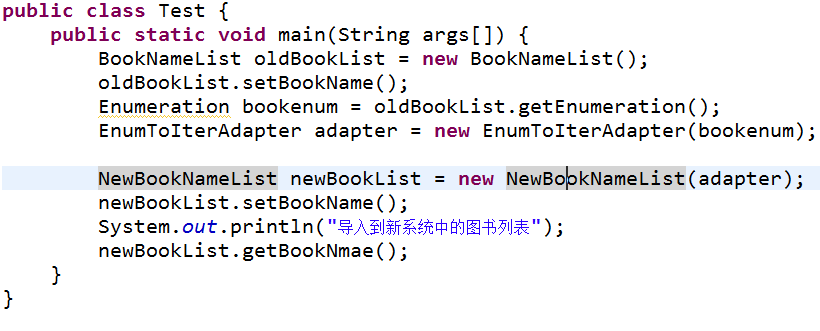 public class Test {
    public static void main(String args[]) {
        BookNameList oldBookList = new BookNameList();
        oldBookList.setBookName();
        Enumeration bookenum = oldBookList.getEnumeration();
        EnumToIterAdapter adapter = new EnumToIterAdapter(bookenum);
        NewBookNameList newBookList = new NewBookNameList(adapter);
        newBookList.setBookName();
        System.out.println("导入到新系统中的图书列表");
        newBookList.getBookNmae();
    }
}